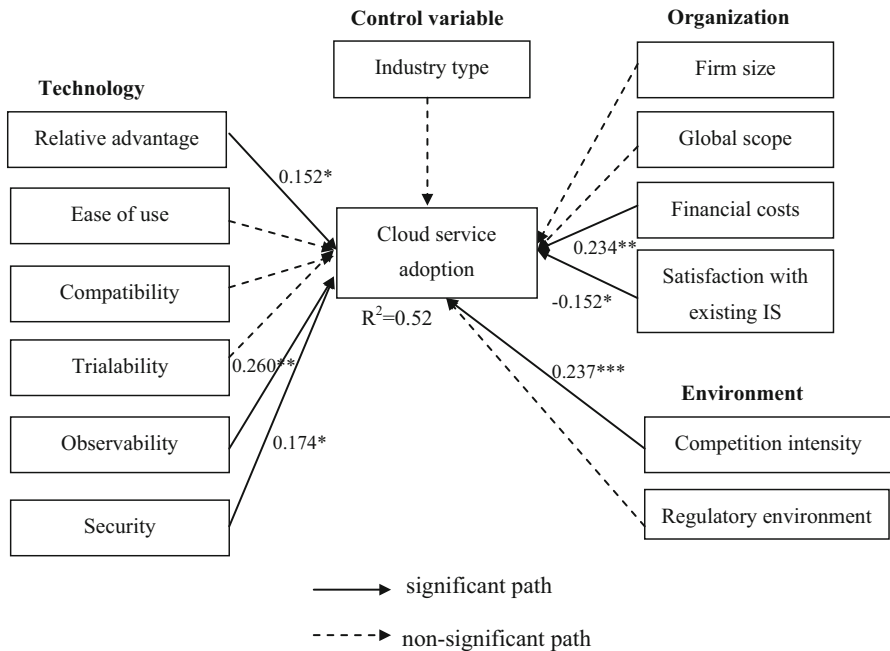 Control variable
Industry type
Organization
Firm size
Global scope
Financial costs
0.234**
Satisfaction with
existing IS
-0.152*
Technology
Relative advantage
0.152*
Ease of use
Compatibility
Trialability
0.260**
Observability
0.174*
Security
Cloud service
adoption
R²=0.52
0.237***
Environment
Competition intensity
Regulatory environment
significant path
non-significant path